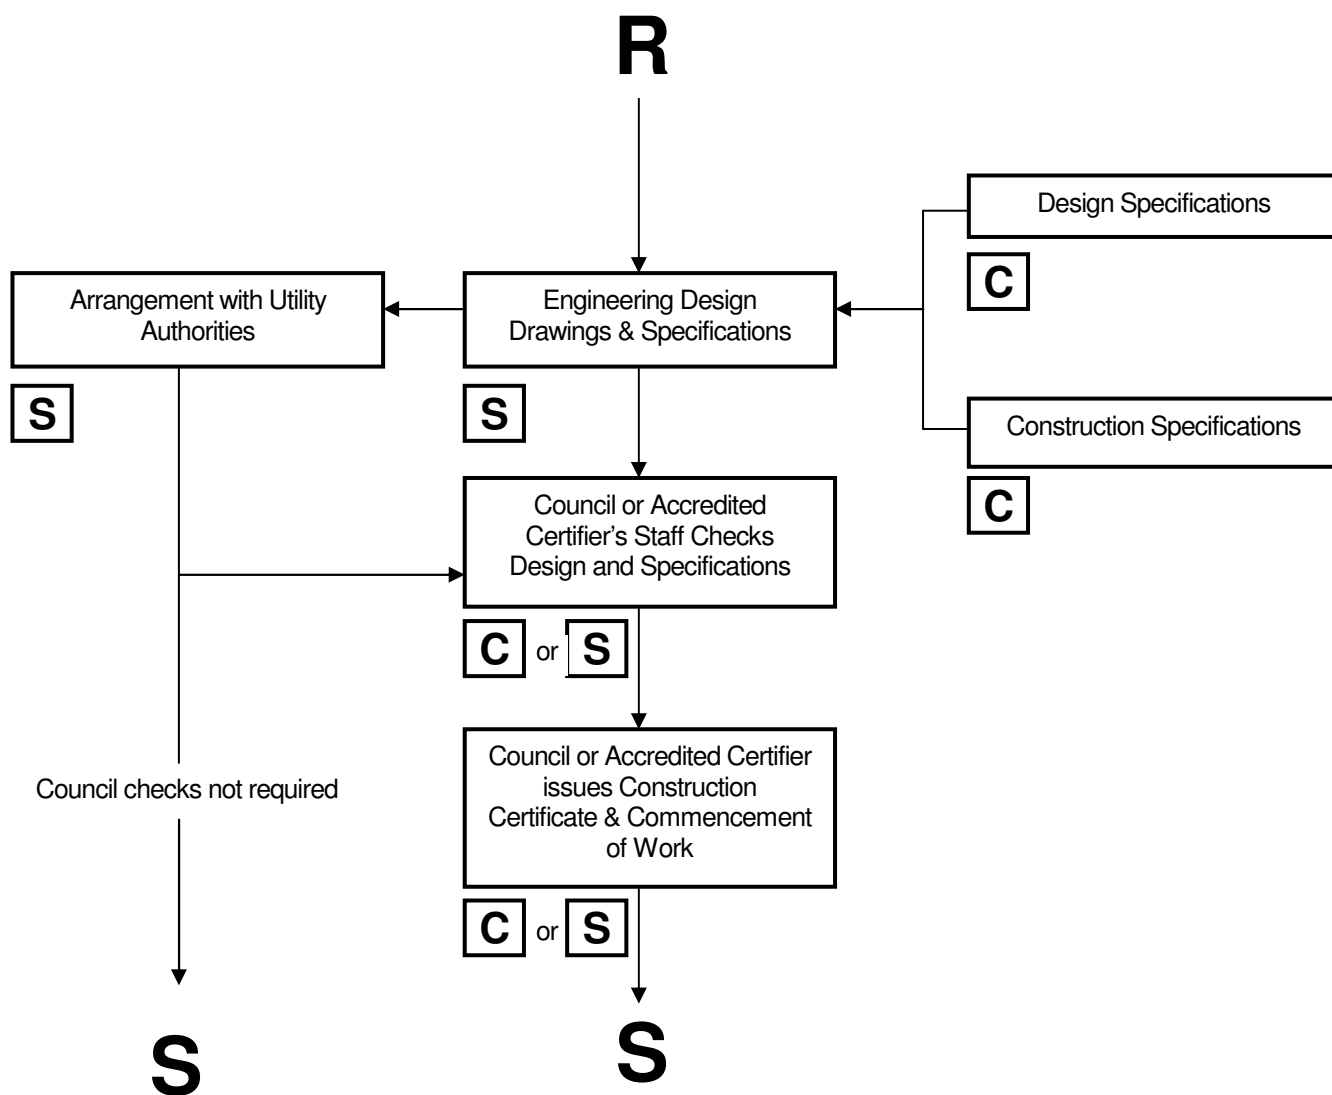 R
Design Specifications
C
Arrangement with Utility
Authorities
S
Engineering Design
Drawings & Specifications
S
Construction Specifications
C
Council or Accredited
Certifier’s Staff Checks
Design and Specifications
C or S
Council or Accredited Certifier
issues Construction
Certificate & Commencement
of Work
C or S
Council checks not required
S
S